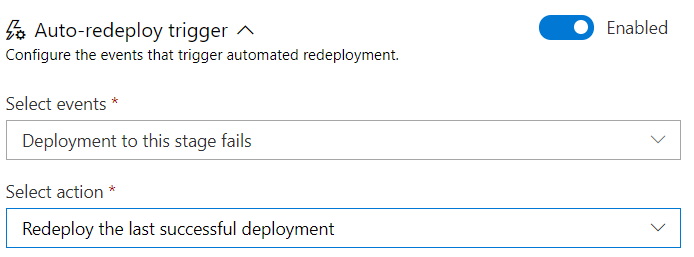 Auto-redeploy trigger
Enabled
Configure the events that trigger automated redeployment.
Select events *
Deployment to this stage fails
Select action *
Redeploy the last successful deployment